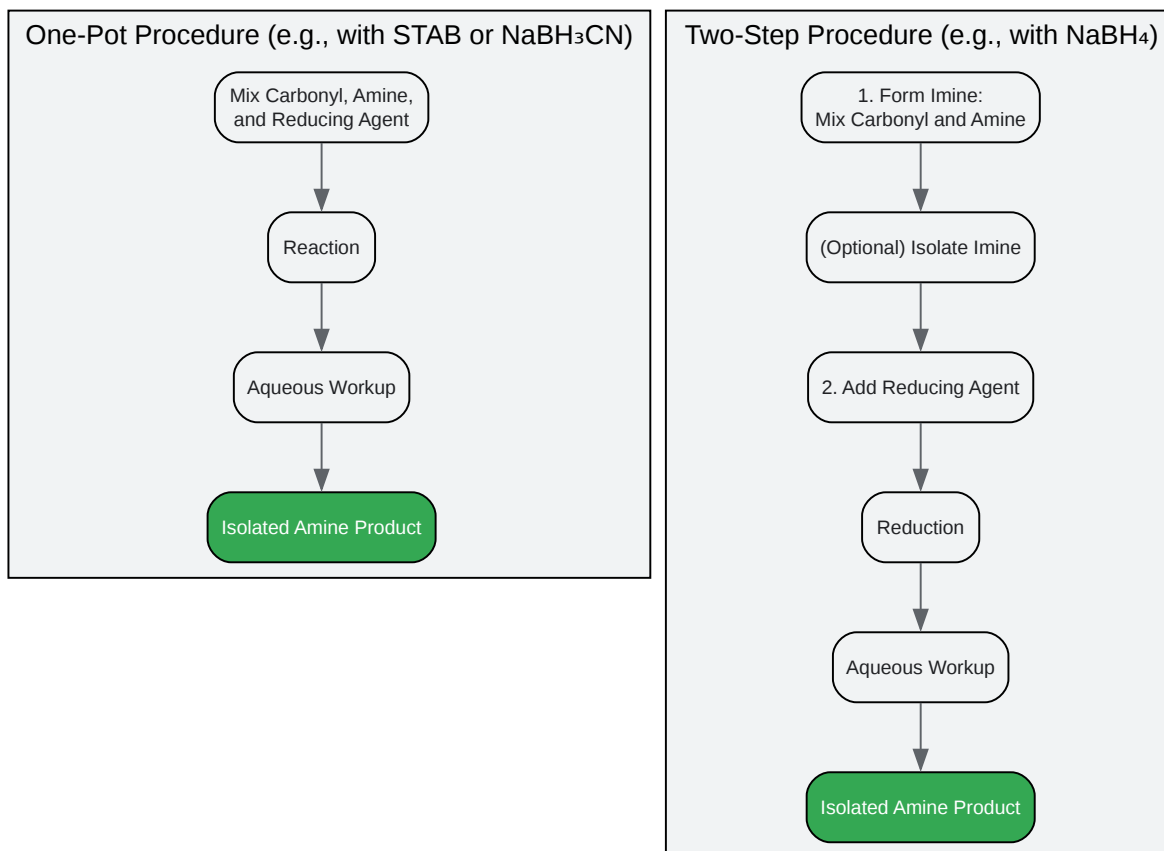 One-Pot Procedure (e.g., with STAB or NaBH₃CN)
Mix Carbonyl, Amine,
and Reducing Agent
Reaction
Aqueous Workup
Isolated Amine Product
Two-Step Procedure (e.g., with NaBH₄)
1. Form Imine:
Mix Carbonyl and Amine
(Optional) Isolate Imine
2. Add Reducing Agent
Reduction
Aqueous Workup
Isolated Amine Product